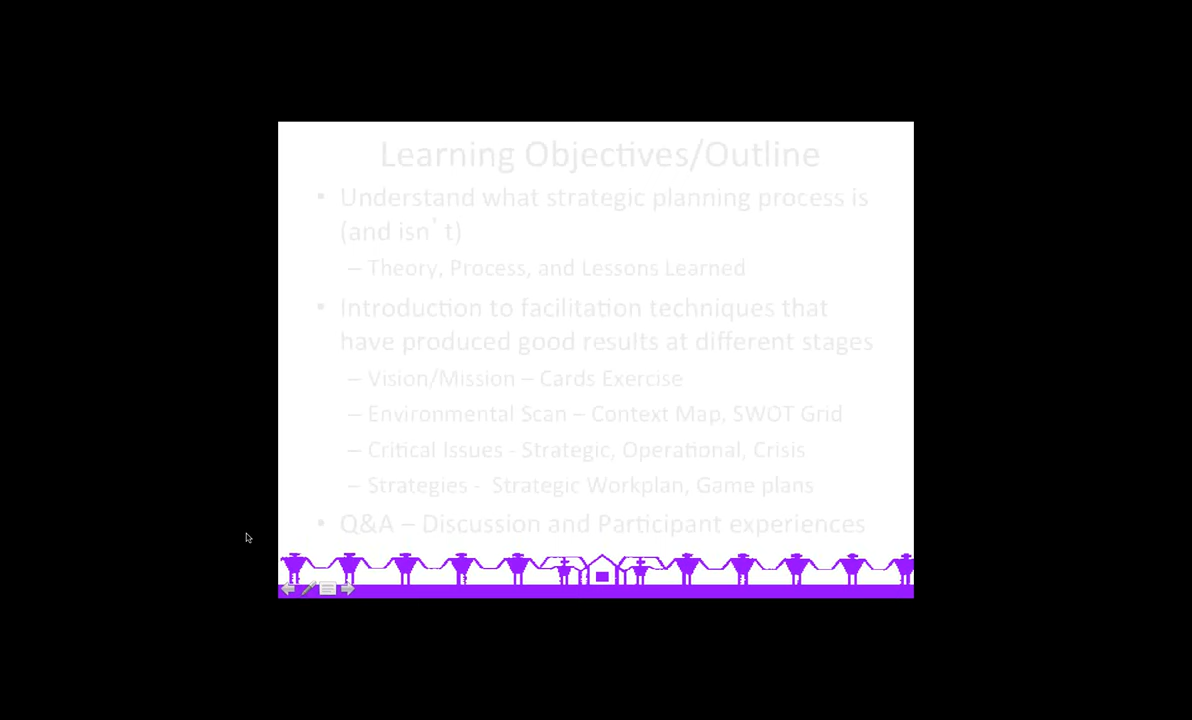 Learning Objectives/Outline
• Understand what strategic planning process is
(and isn’t)
– Theory, Process, and Lessons Learned
• Introduction to facilitation techniques that
have produced good results at different stages
– Vision/Mission – Cards Exercise
– Environmental Scan – Context Map, SWOT Grid
– Critical Issues - Strategic, Operational, Crisis
– Strategies - Strategic Workplan, Game plans
• Q&A – Discussion and Participant experiences